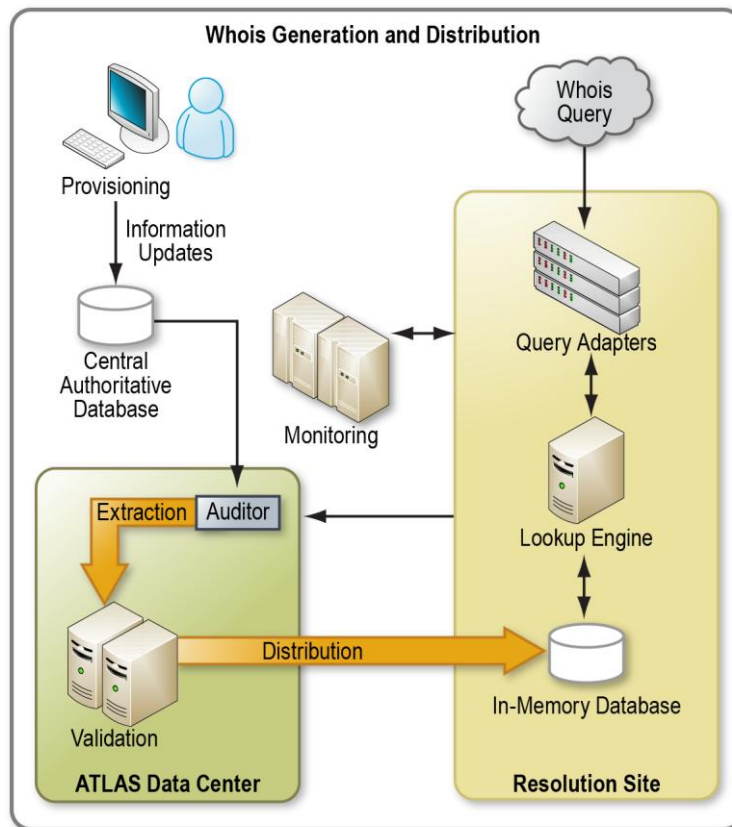 Whois Generation and Distribution
Whois
Query
Provisioning
Information
Updates
Central
Authoritative
Database
Monitoring
Query Adapters
Extraction
Auditor
Lookup Engine
Distribution
Validation
In-Memory Database
ATLAS Data Center
Resolution Site